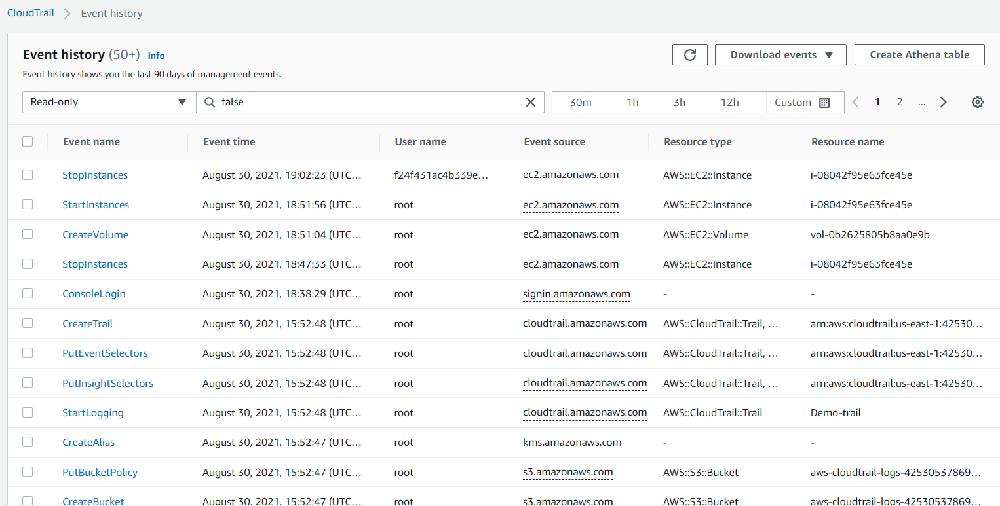 CloudTrail > Event history
Event history (50+) Info
Download events ▼ Create Athena table
Event history shows you the last 90 days of management events.
Read-only false 30m 1h 3h 12h Custom 1 2 ...
Event name Event time User name Event source Resource type Resource name
StopInstances August 30, 2021, 19:02:23 (UTC... f24f431ac4b339e... ec2.amazonaws.com AWS::EC2::Instance i-08042f95e63fce45e
StartInstances August 30, 2021, 18:51:56 (UTC... root ec2.amazonaws.com AWS::EC2::Instance i-08042f95e63fce45e
CreateVolume August 30, 2021, 18:51:04 (UTC... root ec2.amazonaws.com AWS::EC2::Volume vol-0b2625805b8aa0e9b
StopInstances August 30, 2021, 18:47:33 (UTC... root ec2.amazonaws.com AWS::EC2::Instance i-08042f95e63fce45e
ConsoleLogin August 30, 2021, 18:38:29 (UTC... root signin.amazonaws.com - -
CreateTrail August 30, 2021, 15:52:48 (UTC... root cloudtrail.amazonaws.com AWS::CloudTrail::Trail, ... arn:aws:cloudtrail:us-east-1:42530...
PutEventSelectors August 30, 2021, 15:52:48 (UTC... root cloudtrail.amazonaws.com AWS::CloudTrail::Trail, ... arn:aws:cloudtrail:us-east-1:42530...
PutInsightSelectors August 30, 2021, 15:52:48 (UTC... root cloudtrail.amazonaws.com AWS::CloudTrail::Trail, ... arn:aws:cloudtrail:us-east-1:42530...
StartLogging August 30, 2021, 15:52:48 (UTC... root cloudtrail.amazonaws.com AWS::CloudTrail::Trail Demo-trail
CreateAlias August 30, 2021, 15:52:47 (UTC... root kms.amazonaws.com - -
PutBucketPolicy August 30, 2021, 15:52:47 (UTC... root s3.amazonaws.com AWS::S3::Bucket aws-cloudtrail-logs-42530537869...
CreateBucket August 30, 2021, 15:52:47 (UTC... root s3.amazonaws.com AWS::S3::Bucket aws-cloudtrail-logs-42530537869...